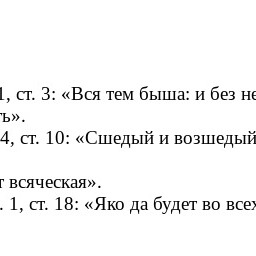 1, ст. 3: «Вся тем быша: и без не
ть».
4, ст. 10: «Сшедый и возшедый
т всяческая».
. 1, ст. 18: «Яко да будет во всех